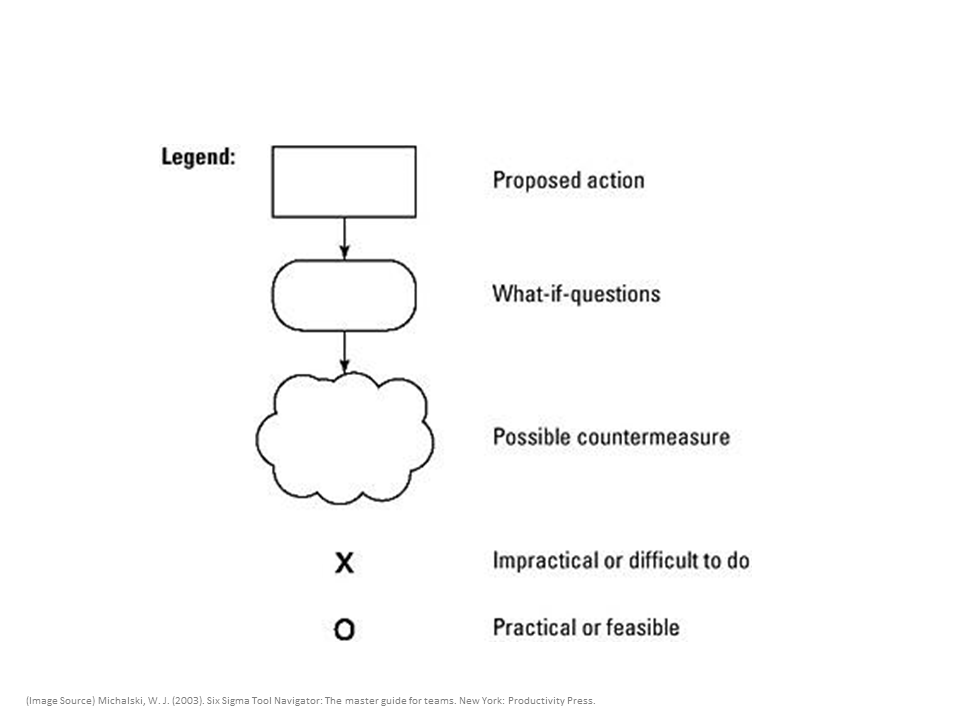 Legend:
Proposed action
What-if-questions
Possible countermeasure
X Impractical or difficult to do
O Practical or feasible
(Image Source) Michalski, W. J. (2003). Six Sigma Tool Navigator: The master guide for teams. New York: Productivity Press.